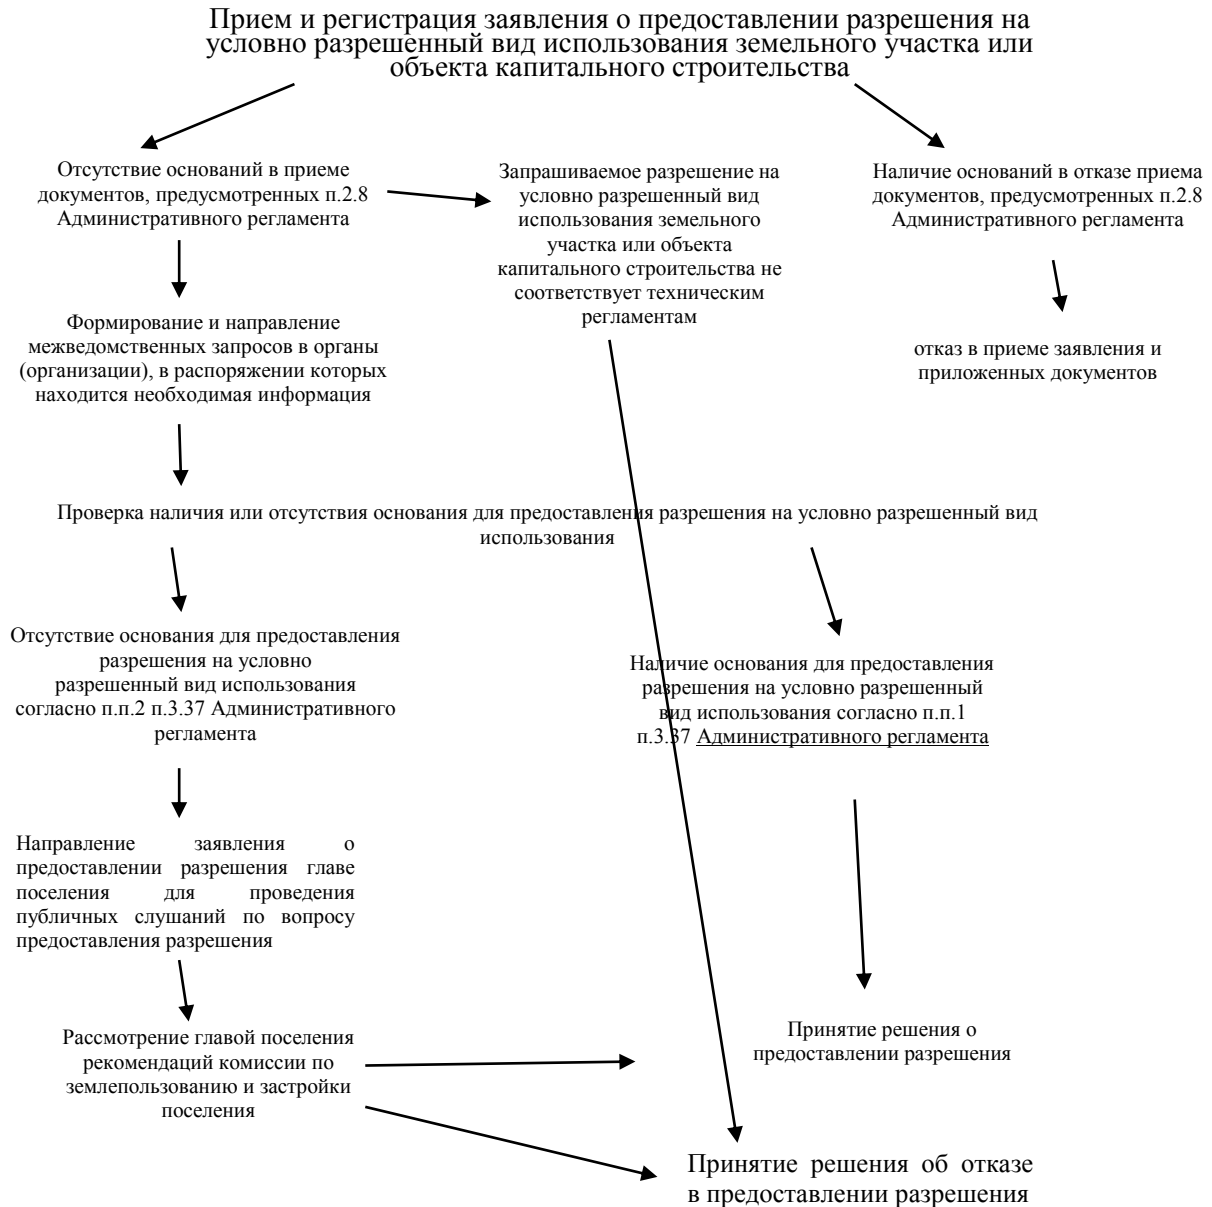 Прием и регистрация заявления о предоставлении разрешения на
условно разрешенный вид использования земельного участка или
объекта капитального строительства
Отсутствие оснований в приеме
документов, предусмотренных п.2.8
Административного регламента
Запрашиваемое разрешение на
условно разрешенный вид
использования земельного
участка или объекта
капитального строительства не
соответствует техническим
регламентам
Наличие оснований в отказе приема
документов, предусмотренных п.2.8
Административного регламента
Формирование и направление
межведомственных запросов в органы
(организации), в распоряжении которых
находится необходимая информация
отказ в приеме заявления и
приложенных документов
Проверка наличия или отсутствия основания для предоставления разрешения на условно разрешенный вид
использования
Отсутствие основания для предоставления
разрешения на условно
разрешенный вид использования
согласно п.п.2 п.3.37 Административного
регламента
Наличие основания для предоставления
разрешения на условно разрешенный
вид использования согласно п.п.1
п.3.37 Административного регламента
Направление заявления о
предоставлении разрешения главе
поселения для проведения
публичных слушаний по вопросу
предоставления разрешения
Рассмотрение главой поселения
рекомендаций комиссии по
землепользованию и застройки
поселения
Принятие решения о
предоставлении разрешения
Принятие решения об отказе
в предоставлении разрешения